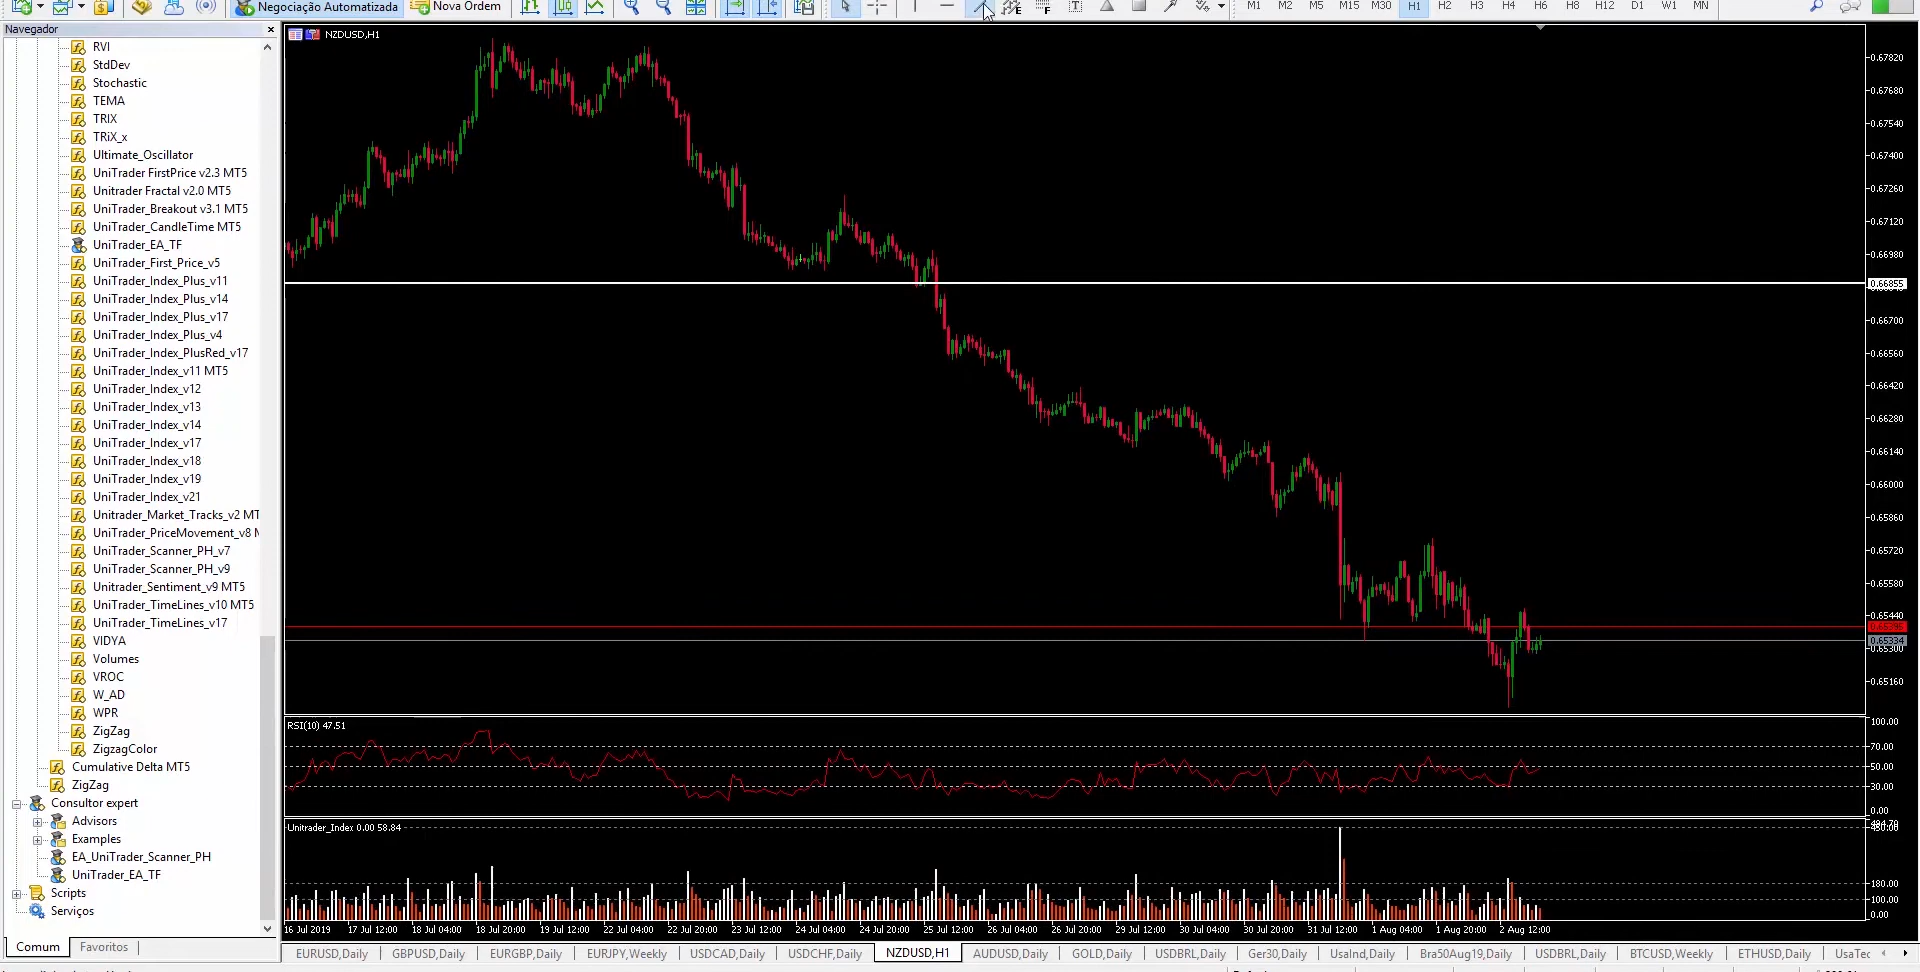 Negociação Automatizada
Nova Ordem
E
F
T
M1
M2
M5
M15
M30
H1
H2
H3
H4
H6
H8
H12
D1
W1
MN
Navegador
RVI
StdDev
Stochastic
TEMA
TRIX
TRiX_x
Ultimate_Oscillator
UniTrader FirstPrice v2.3 MT5
Unitrader Fractal v2.0 MT5
UniTrader_Breakout v3.1 MT5
UniTrader_CandleTime MT5
UniTrader_EA_TF
UniTrader_First_Price_v5
UniTrader_Index_Plus_v11
UniTrader_Index_Plus_v14
UniTrader_Index_Plus_v17
UniTrader_Index_Plus_v4
UniTrader_Index_PlusRed_v17
UniTrader_Index_v11 MT5
UniTrader_Index_v12
UniTrader_Index_v13
UniTrader_Index_v14
UniTrader_Index_v17
UniTrader_Index_v18
UniTrader_Index_v19
UniTrader_Index_v21
Unitrader_Market_Tracks_v2 MT
UniTrader_PriceMovement_v8 M
UniTrader_Scanner_PH_v7
UniTrader_Scanner_PH_v9
Unitrader_Sentiment_v9 MT5
UniTrader_TimeLines_v10 MT5
UniTrader_TimeLines_v17
VIDYA
Volumes
VROC
W_AD
WPR
ZigZag
ZigzagColor
Cumulative Delta MT5
ZigZag
Consultor expert
Advisors
Examples
EA_UniTrader_Scanner_PH
UniTrader_EA_TF
Scripts
Serviços
Comum
Favoritos
NZDUSD,H1
0.67820
0.67680
0.67540
0.67400
0.67260
0.67120
0.66980
0.66855
0.66700
0.66560
0.66420
0.66280
0.66140
0.66000
0.65860
0.65720
0.65580
0.65440
0.65334
0.65300
0.65160
RSI(10) 47.51
100.00
70.00
50.00
30.00
0.00
Unitrader_Index 0.00 58.84
180.00
100.00
0.00
16 Jul 2019
17 Jul 12:00
18 Jul 04:00
18 Jul 20:00
19 Jul 12:00
22 Jul 04:00
22 Jul 20:00
23 Jul 12:00
24 Jul 04:00
24 Jul 20:00
25 Jul 12:00
26 Jul 04:00
26 Jul 20:00
29 Jul 12:00
30 Jul 04:00
30 Jul 20:00
31 Jul 12:00
1 Aug 04:00
1 Aug 20:00
2 Aug 12:00
EURUSD,Daily
GBPUSD,Daily
EURGBP,Daily
EURJPY,Weekly
USDCAD,Daily
USDCHF,Daily
NZDUSD,H1
AUDUSD,Daily
GOLD,Daily
USDBRL,Daily
Ger30,Daily
UsaInd,Daily
Bra50Aug19,Daily
USDBRL,Daily
BTCUSD,Weekly
ETHUSD,Daily
UsaTec